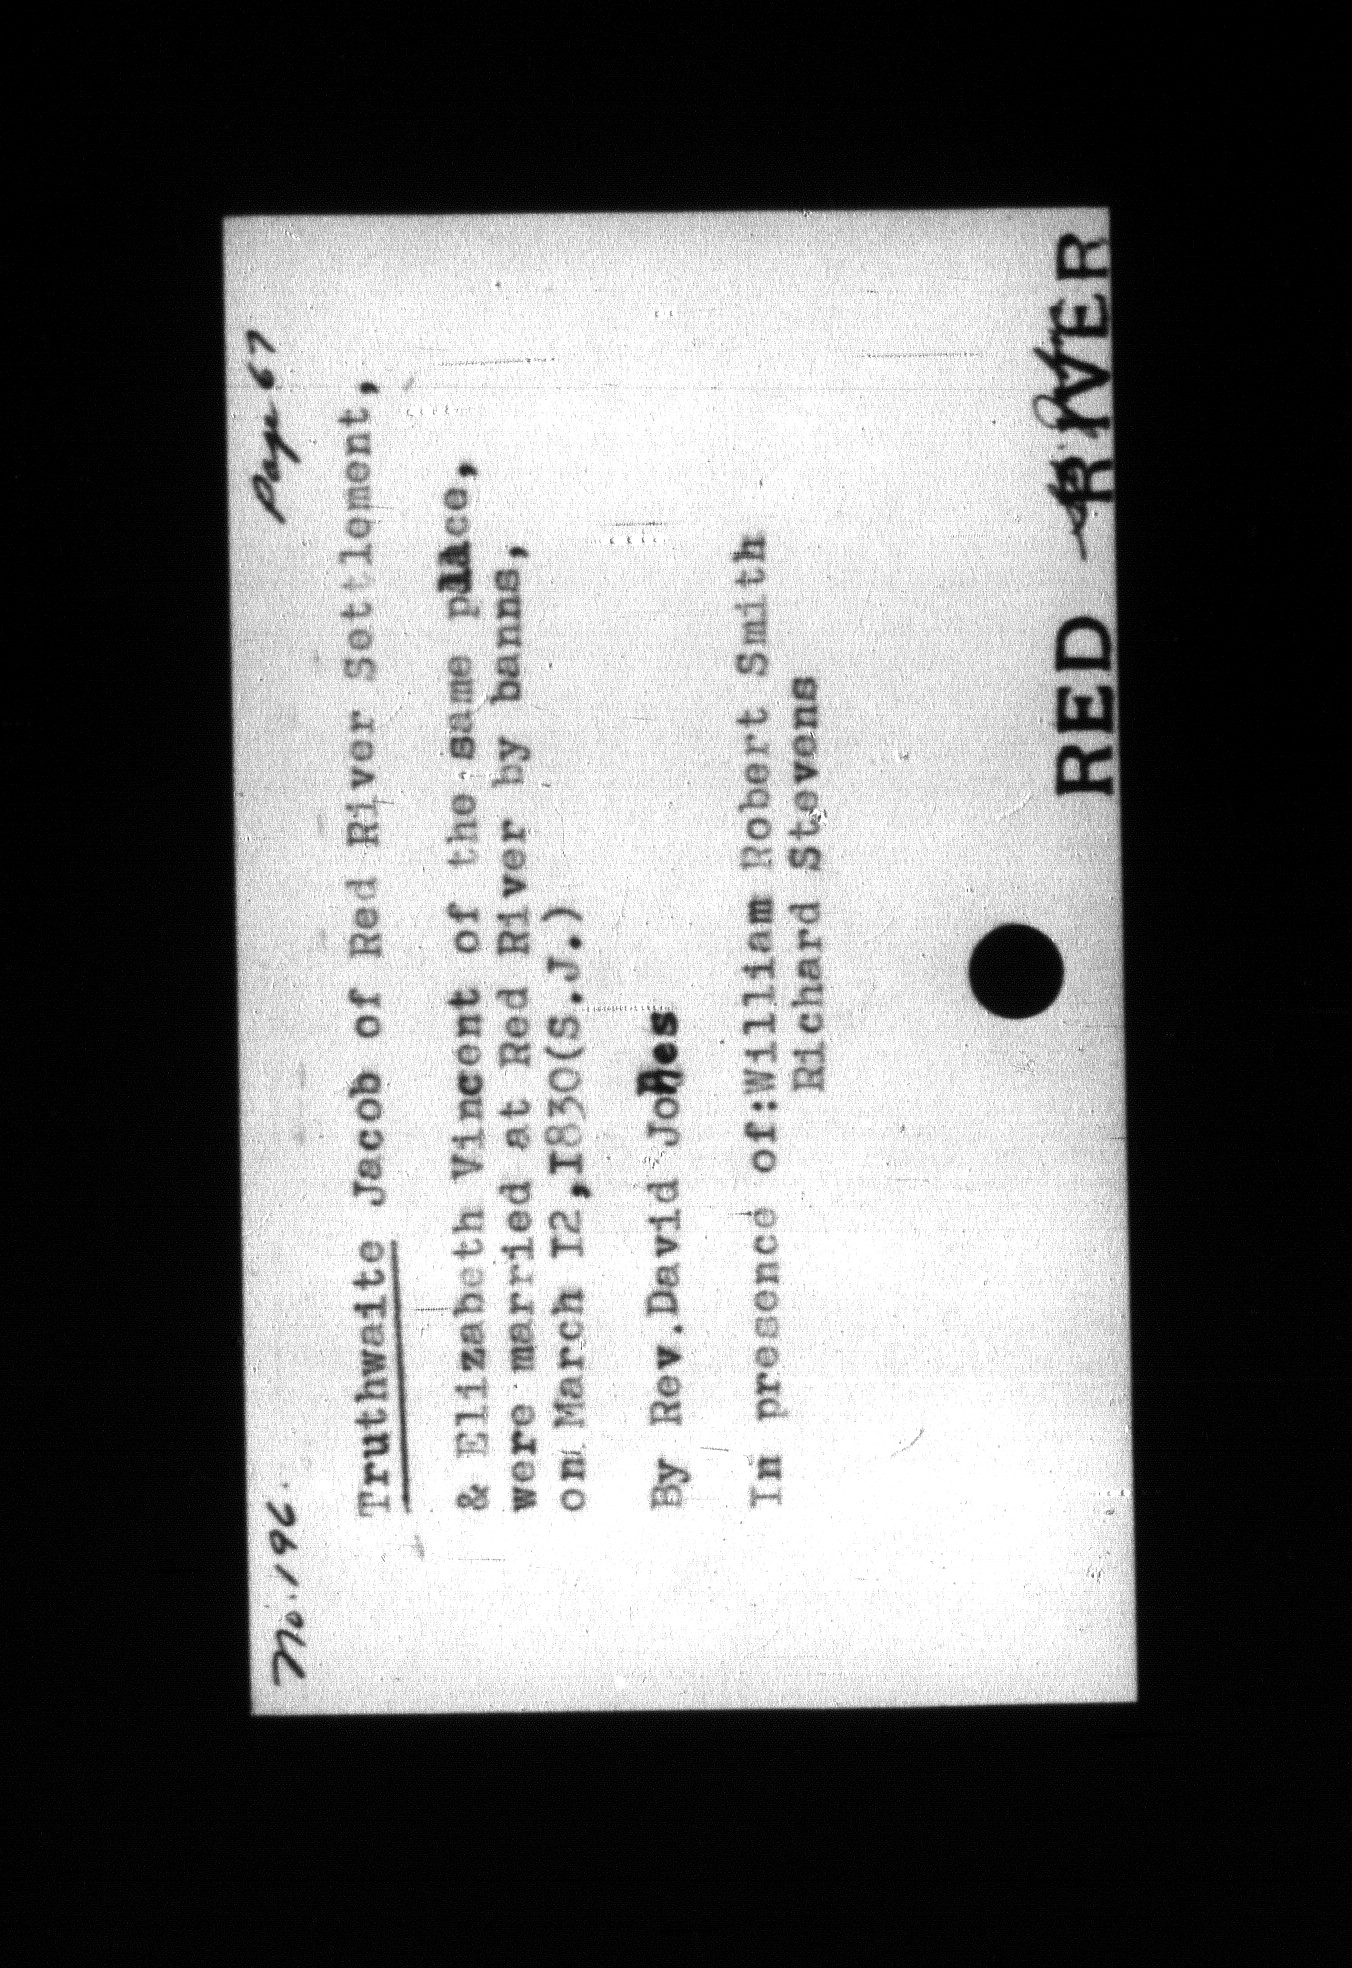 No. 196. Page 67
Truthwaite Jacob of Red River Settlement,
& Elizabeth Vincent of the same place,
were married at Red River by banns,
on March I2,I830(S.J.)
By Rev.David Jones
In presence of:William Robert Smith
Richard Stevens
RED RIVER